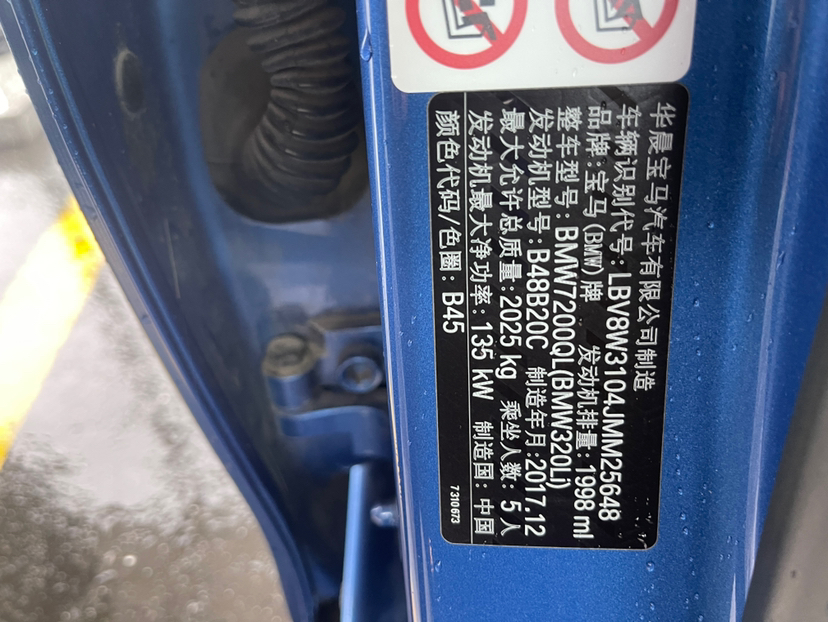 华晨宝马汽车有限公司制造
车辆识别代号: LBV8W3104JMM25648
品牌: 宝马(BMW)牌 发动机排量: 1998 ml
整车型号: BMW7200QL(BMW320Li)
发动机型号: B48B20C 制造年月: 2017.12
最大允许总质量: 2025 kg 乘坐人数: 5 人
发动机最大净功率: 135 kW 制造国: 中国
颜色代码/色圈: B45
7310673